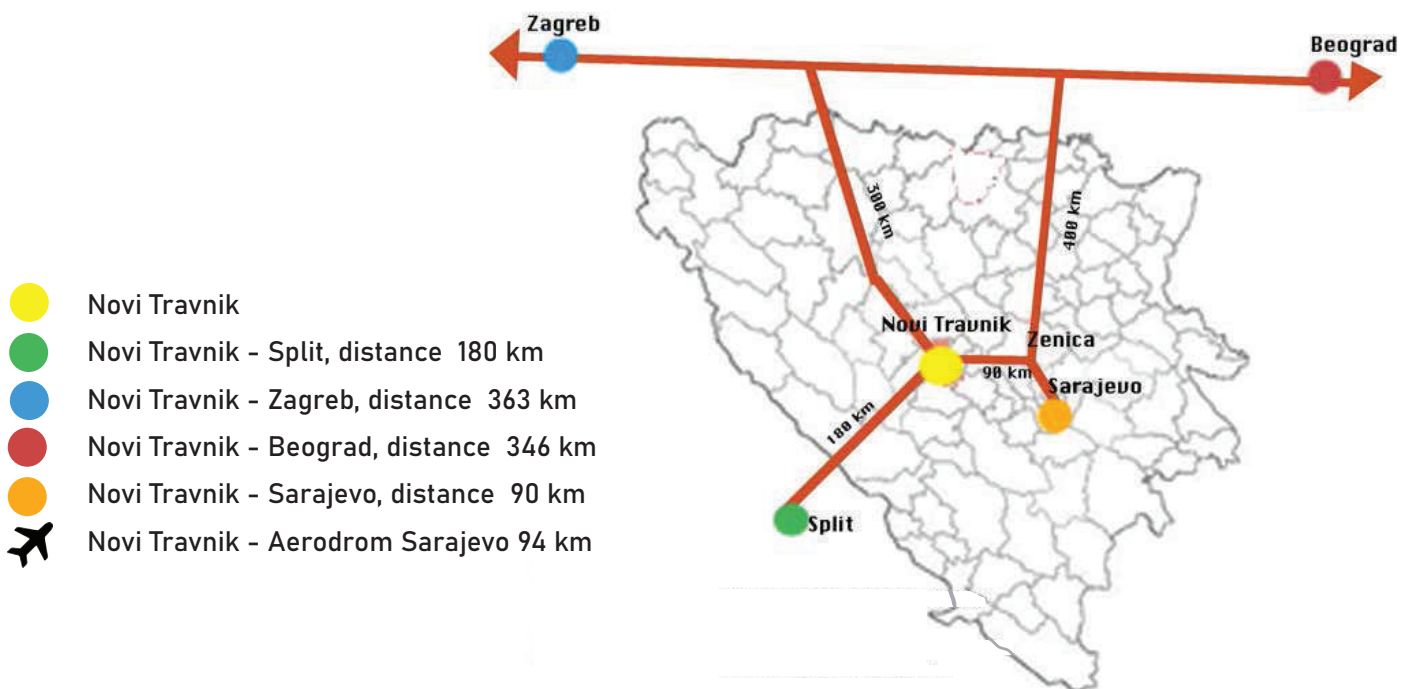 Zagreb
Beograd
300 km
400 km
Novi Travnik
Zenica
90 km
Sarajevo
180 km
Split
Novi Travnik
Novi Travnik - Split, distance 180 km
Novi Travnik - Zagreb, distance 363 km
Novi Travnik - Beograd, distance 346 km
Novi Travnik - Sarajevo, distance 90 km
Novi Travnik - Aerodrom Sarajevo 94 km